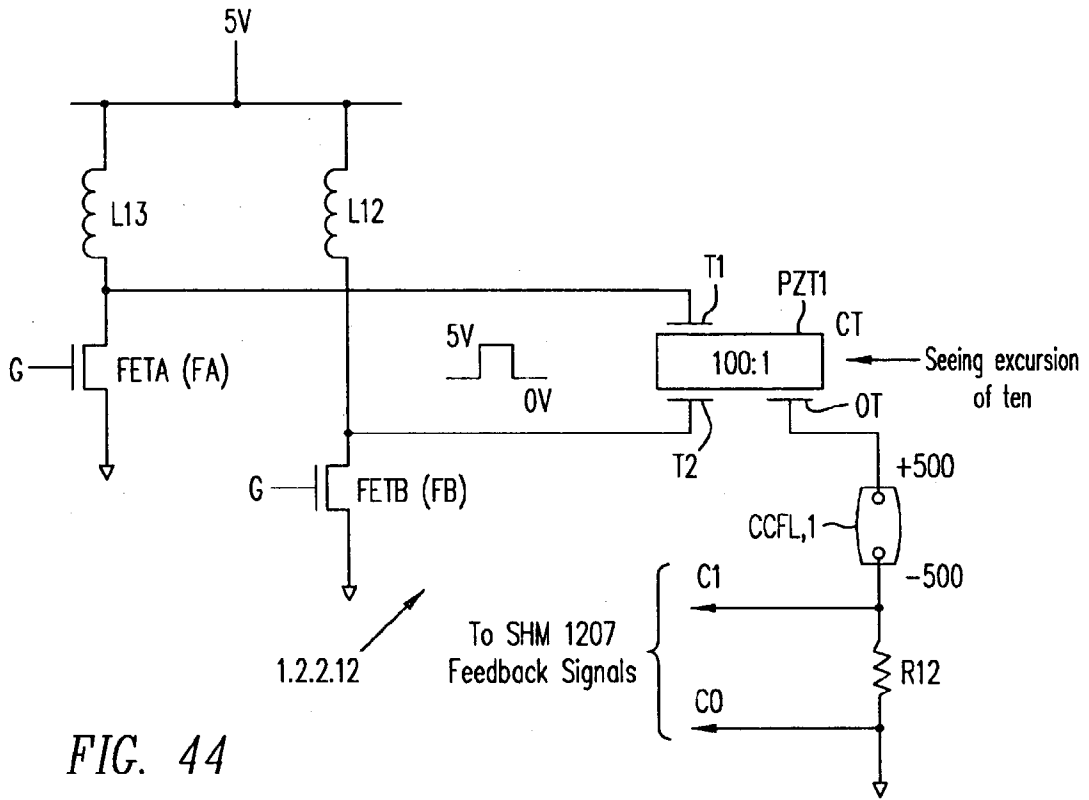 5V
L13
L12
T1
PZT1
CT
5V
100:1
Seeing excursion
of ten
G
FETA (FA)
0V
OT
T2
+500
G
FETB (FB)
CCFL,1
-500
C1
To SHM 1207
Feedback Signals
1.2.2.12
R12
C0
FIG. 44